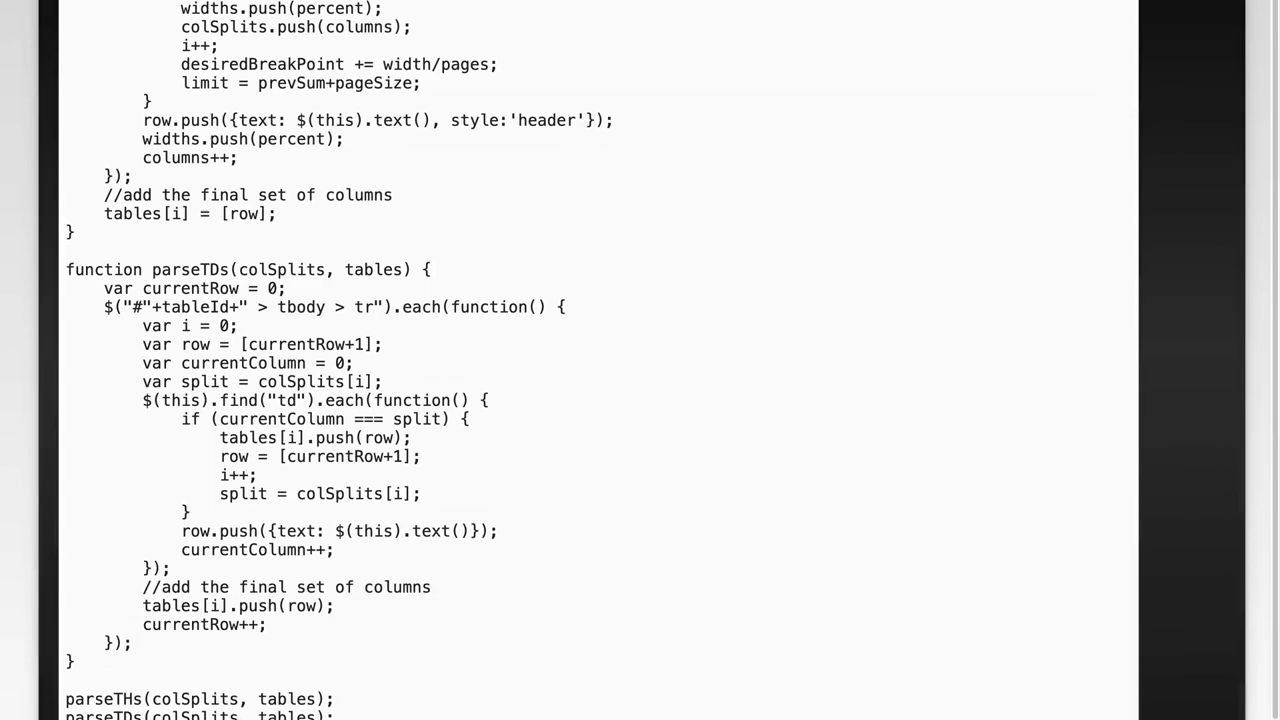 widths.push(percent);
colSplits.push(columns);
i++;
desiredBreakPoint += width/pages;
limit = prevSum+pageSize;
}
row.push({text: $(this).text(), style:'header'});
widths.push(percent);
columns++;
});
//add the final set of columns
tables[i] = [row];
}
function parseTDs(colSplits, tables) {
var currentRow = 0;
$("#"+tableId+" > tbody > tr").each(function() {
var i = 0;
var row = [currentRow+1];
var currentColumn = 0;
var split = colSplits[i];
$(this).find("td").each(function() {
if (currentColumn === split) {
tables[i].push(row);
row = [currentRow+1];
i++;
split = colSplits[i];
}
row.push({text: $(this).text()});
currentColumn++;
});
//add the final set of columns
tables[i].push(row);
currentRow++;
});
}
parseTHs(colSplits, tables);
parseTDs(colSplits, tables);